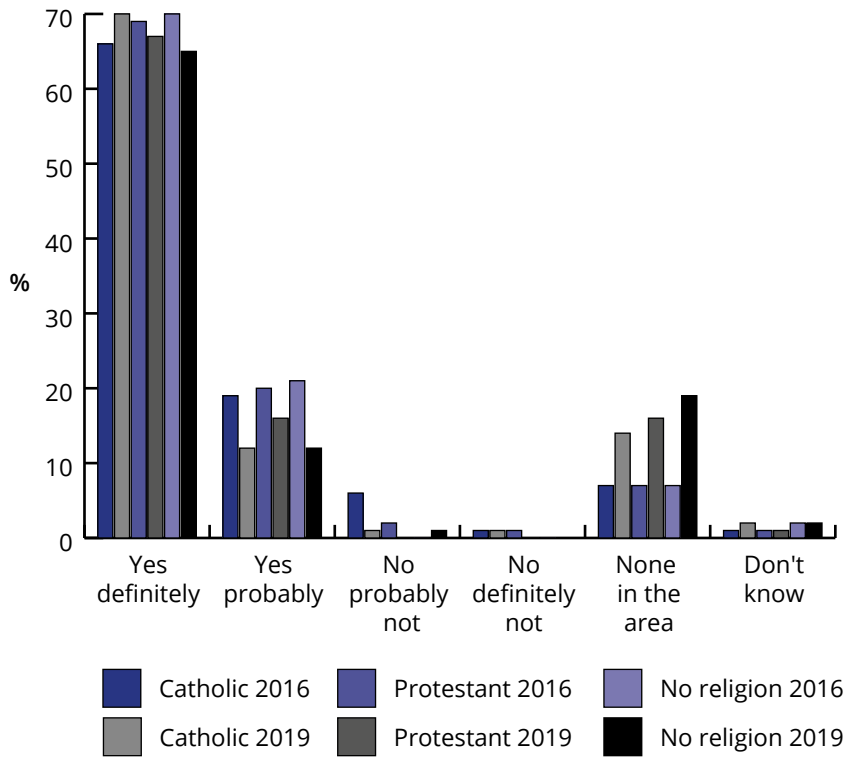 70
60
50
40
%
30
20
10
0
Yes definitely
Yes probably
No probably not
No definitely not
None in the area
Don't know
Catholic 2016
Protestant 2016
No religion 2016
Catholic 2019
Protestant 2019
No religion 2019